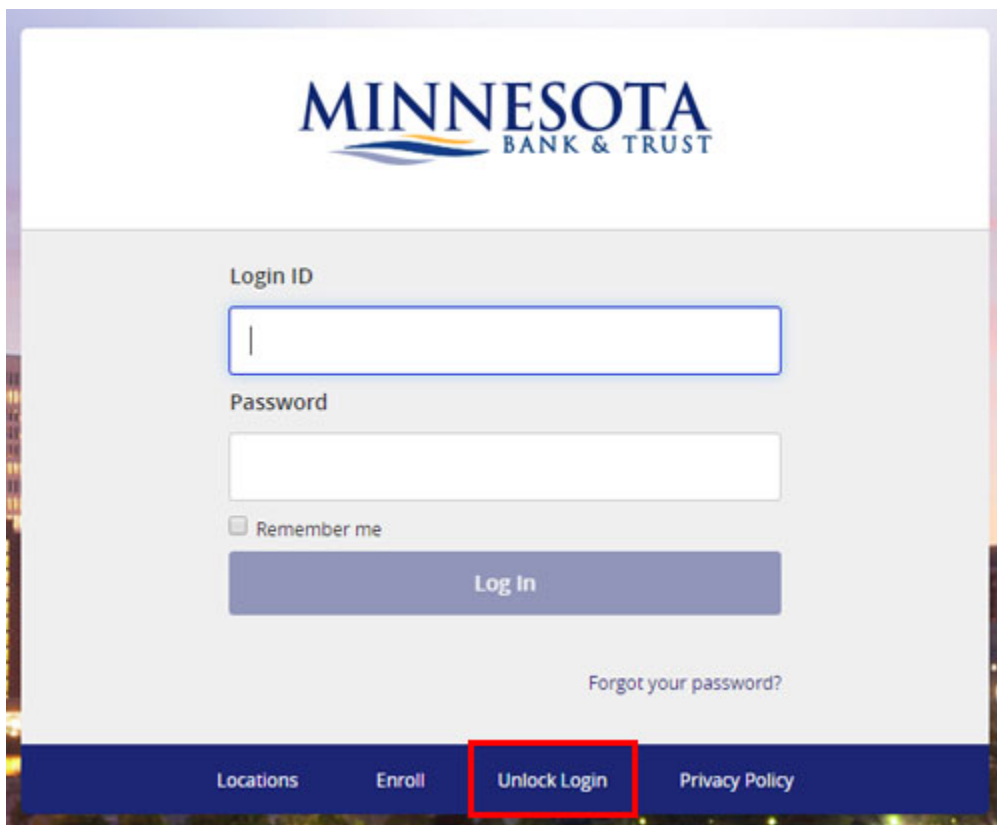 MINNESOTA
BANK & TRUST
Login ID
Password
Remember me
Log In
Forgot your password?
Locations Enroll Unlock Login Privacy Policy